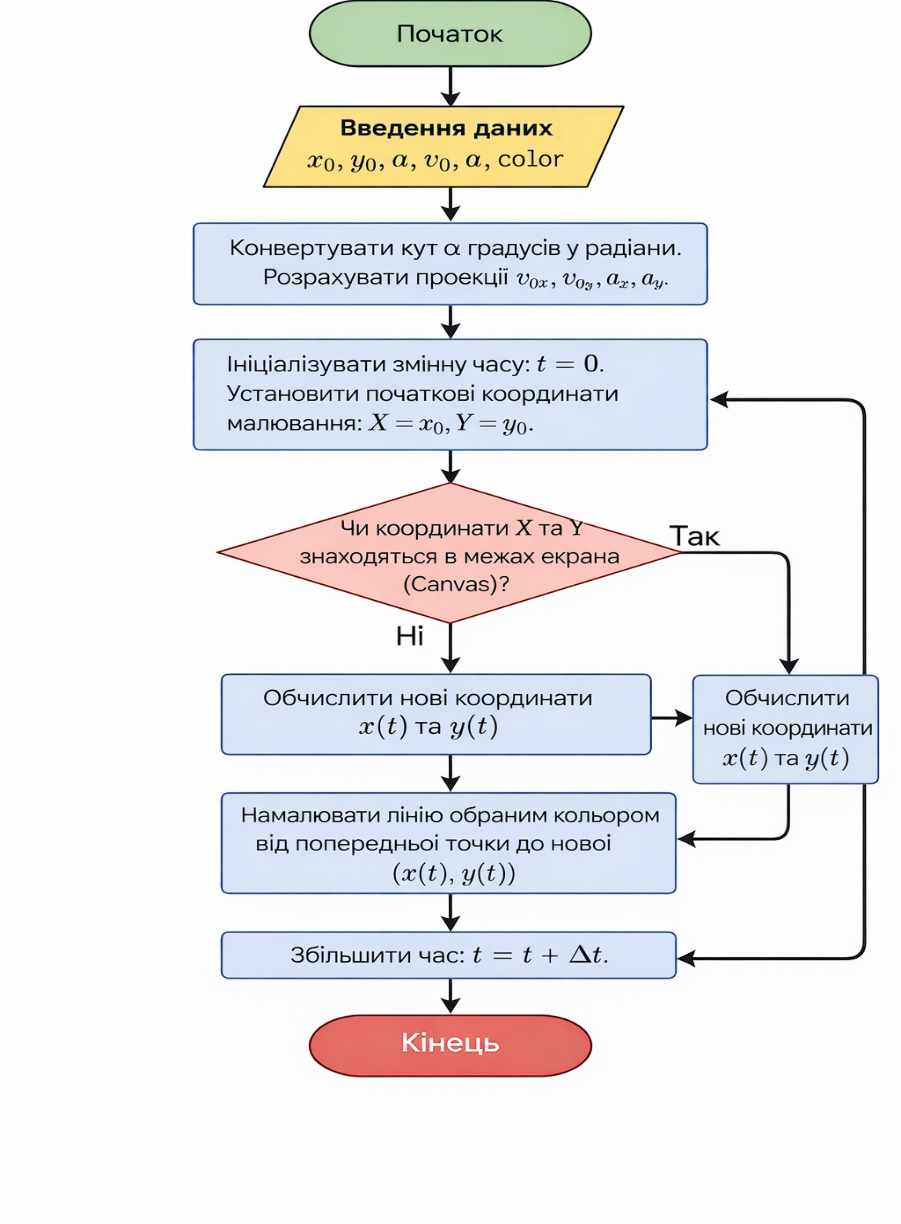 Початок
Введення даних
x₀, y₀, α, v₀, α, color
Конвертувати кут α градусів у радіани.
Розрахувати проекції v₀ₓ, v₀ᵧ, aₓ, aᵧ.
Ініціалізувати змінну часу: t = 0.
Установити початкові координати
малювання: X = x₀, Y = y₀.
Чи координати X та Y
знаходяться в межах екрана
(Canvas)?
Так
Ні
Обчислити нові координати
x(t) та y(t)
Обчислити
нові координати
x(t) та y(t)
Намалювати лінію обраним кольором
від попередньої точки до нової
(x(t), y(t))
Збільшити час: t = t + Δt.
Кінець